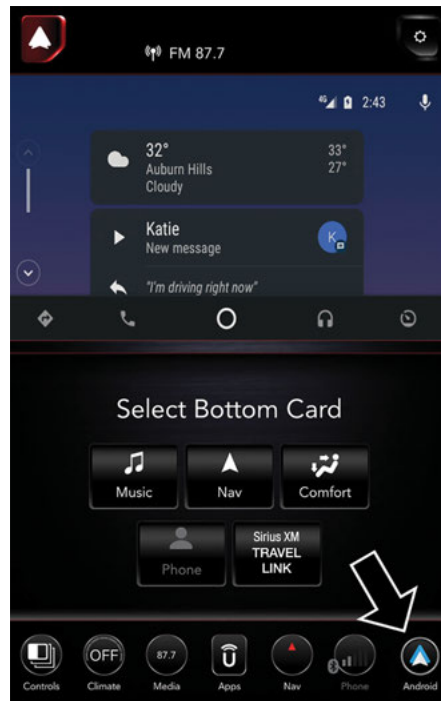 FM 87.7
4G 2:43
32° 33°
Auburn Hills 27°
Cloudy
Katie
New message
K
"I'm driving right now"
Select Bottom Card
Music Nav Comfort
Phone
Sirius XM
TRAVEL
LINK
OFF 87.7
Controls Climate Media Apps Nav Phone Android